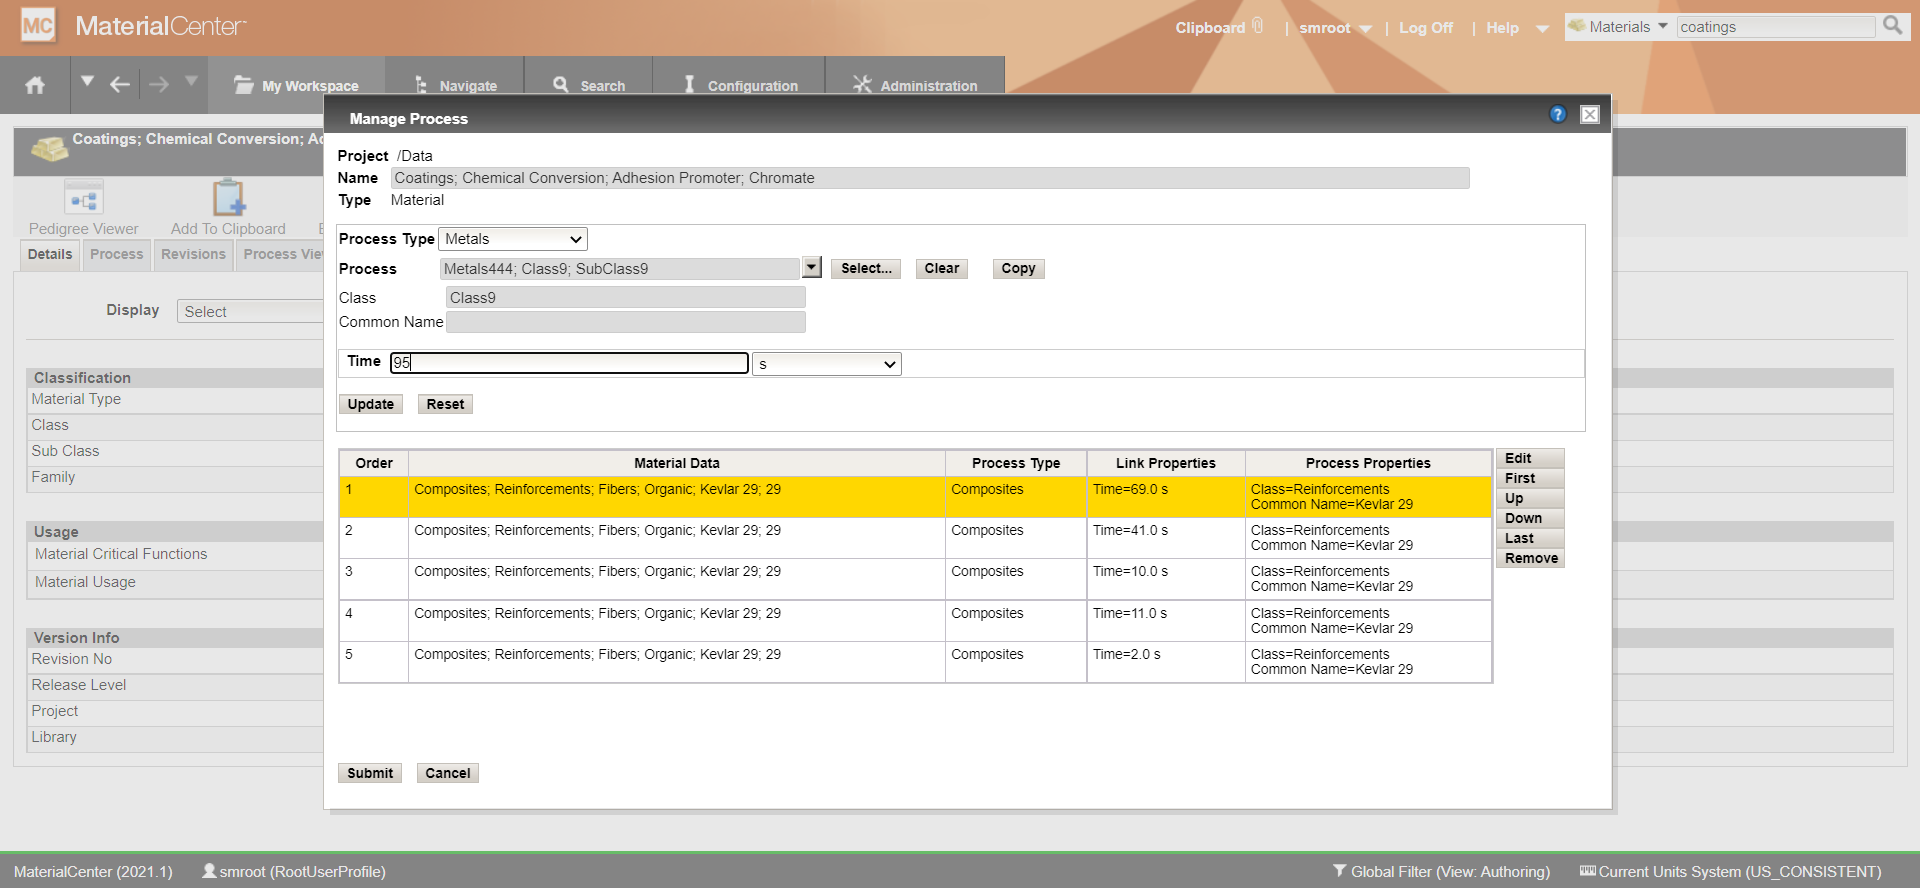 MC MaterialCenter
Clipboard | smroot | Log Off | Help Materials coatings
My Workspace Navigate Search Configuration Administration
Manage Process ?
Coatings; Chemical Conversion;
Pedigree Viewer Add To Clipboard
Details Process Revisions
Display Select
Classification
Material Type
Class
Sub Class
Family
Usage
Material Critical Functions
Material Usage
Version Info
Revision No
Release Level
Project
Library
Project /Data
Name Coatings; Chemical Conversion; Adhesion Promoter; Chromate
Type Material
Process Type Metals
Process Metals444; Class9; SubClass9 Select... Clear Copy
Class Class9
Common Name
Time 95 s
Update Reset
Order Material Data Process Type Link Properties Process Properties
1 Composites; Reinforcements; Fibers; Organic; Kevlar 29; 29 Composites Time=69.0 s Class=Reinforcements
Common Name=Kevlar 29
2 Composites; Reinforcements; Fibers; Organic; Kevlar 29; 29 Composites Time=41.0 s Class=Reinforcements
Common Name=Kevlar 29
3 Composites; Reinforcements; Fibers; Organic; Kevlar 29; 29 Composites Time=10.0 s Class=Reinforcements
Common Name=Kevlar 29
4 Composites; Reinforcements; Fibers; Organic; Kevlar 29; 29 Composites Time=11.0 s Class=Reinforcements
Common Name=Kevlar 29
5 Composites; Reinforcements; Fibers; Organic; Kevlar 29; 29 Composites Time=2.0 s Class=Reinforcements
Common Name=Kevlar 29
Edit
First
Up
Down
Last
Remove
Submit Cancel
MaterialCenter (2021.1) smroot (RootUserProfile) Global Filter (View: Authoring) Current Units System (US_CONSISTENT)